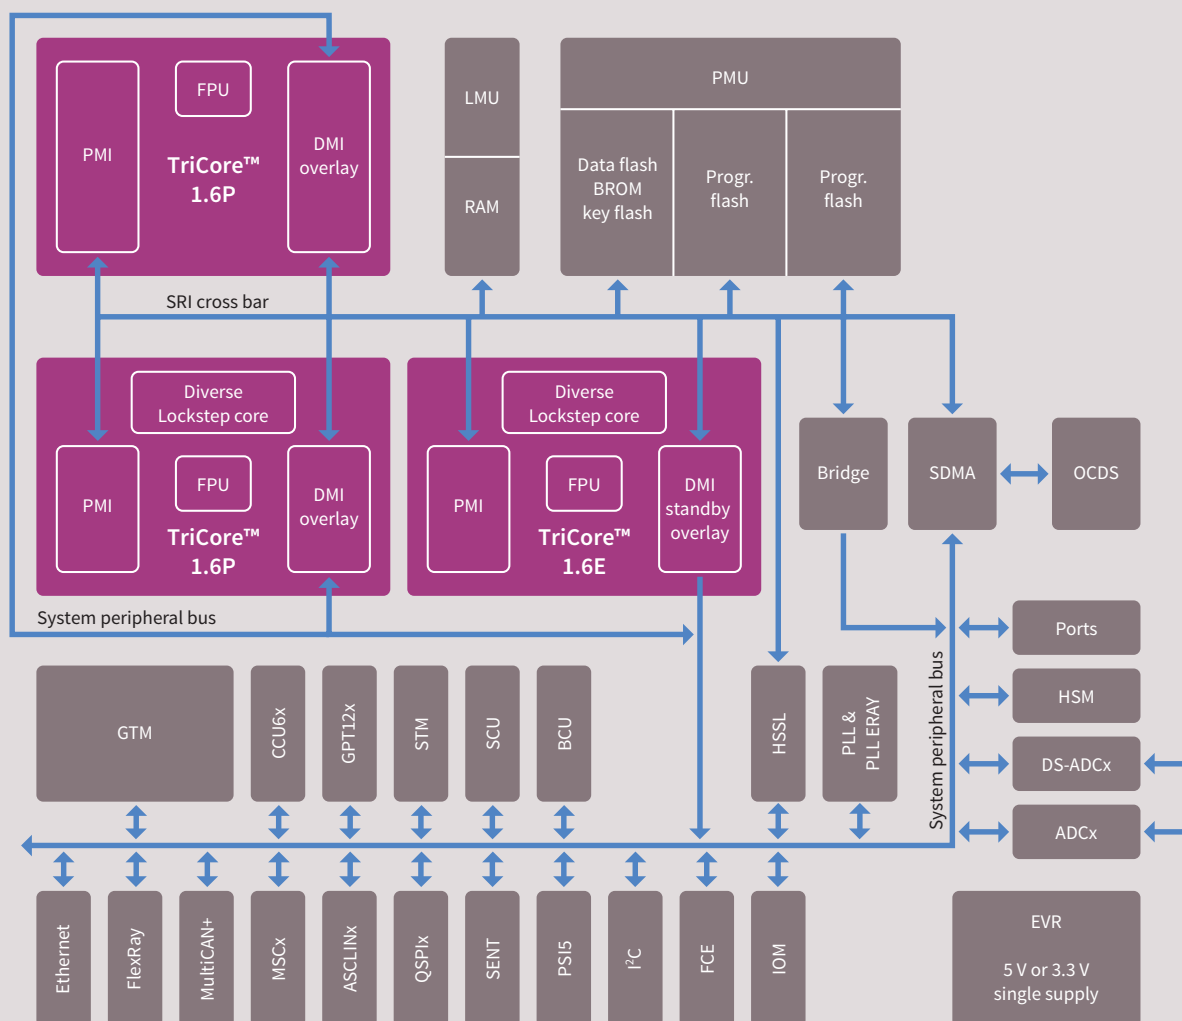 PMI
FPU
TriCore™
1.6P
DMI
overlay
LMU
RAM
PMU
Data flash
BROM
key flash
Progr.
flash
Progr.
flash
SRI cross bar
Diverse
Lockstep core
PMI
FPU
TriCore™
1.6P
DMI
overlay
Diverse
Lockstep core
PMI
FPU
TriCore™
1.6E
DMI
standby
overlay
Bridge
SDMA
OCDS
System peripheral bus
Ports
HSM
DS-ADCx
ADCx
System peripheral bus
GTM
CCU6x
GPT12x
STM
SCU
BCU
HSSL
PLL &
PLL ERAY
Ethernet
FlexRay
MultiCAN+
MSCx
ASCLINx
QSPIx
SENT
PSI5
I²C
FCE
IOM
EVR
5 V or 3.3 V
single supply